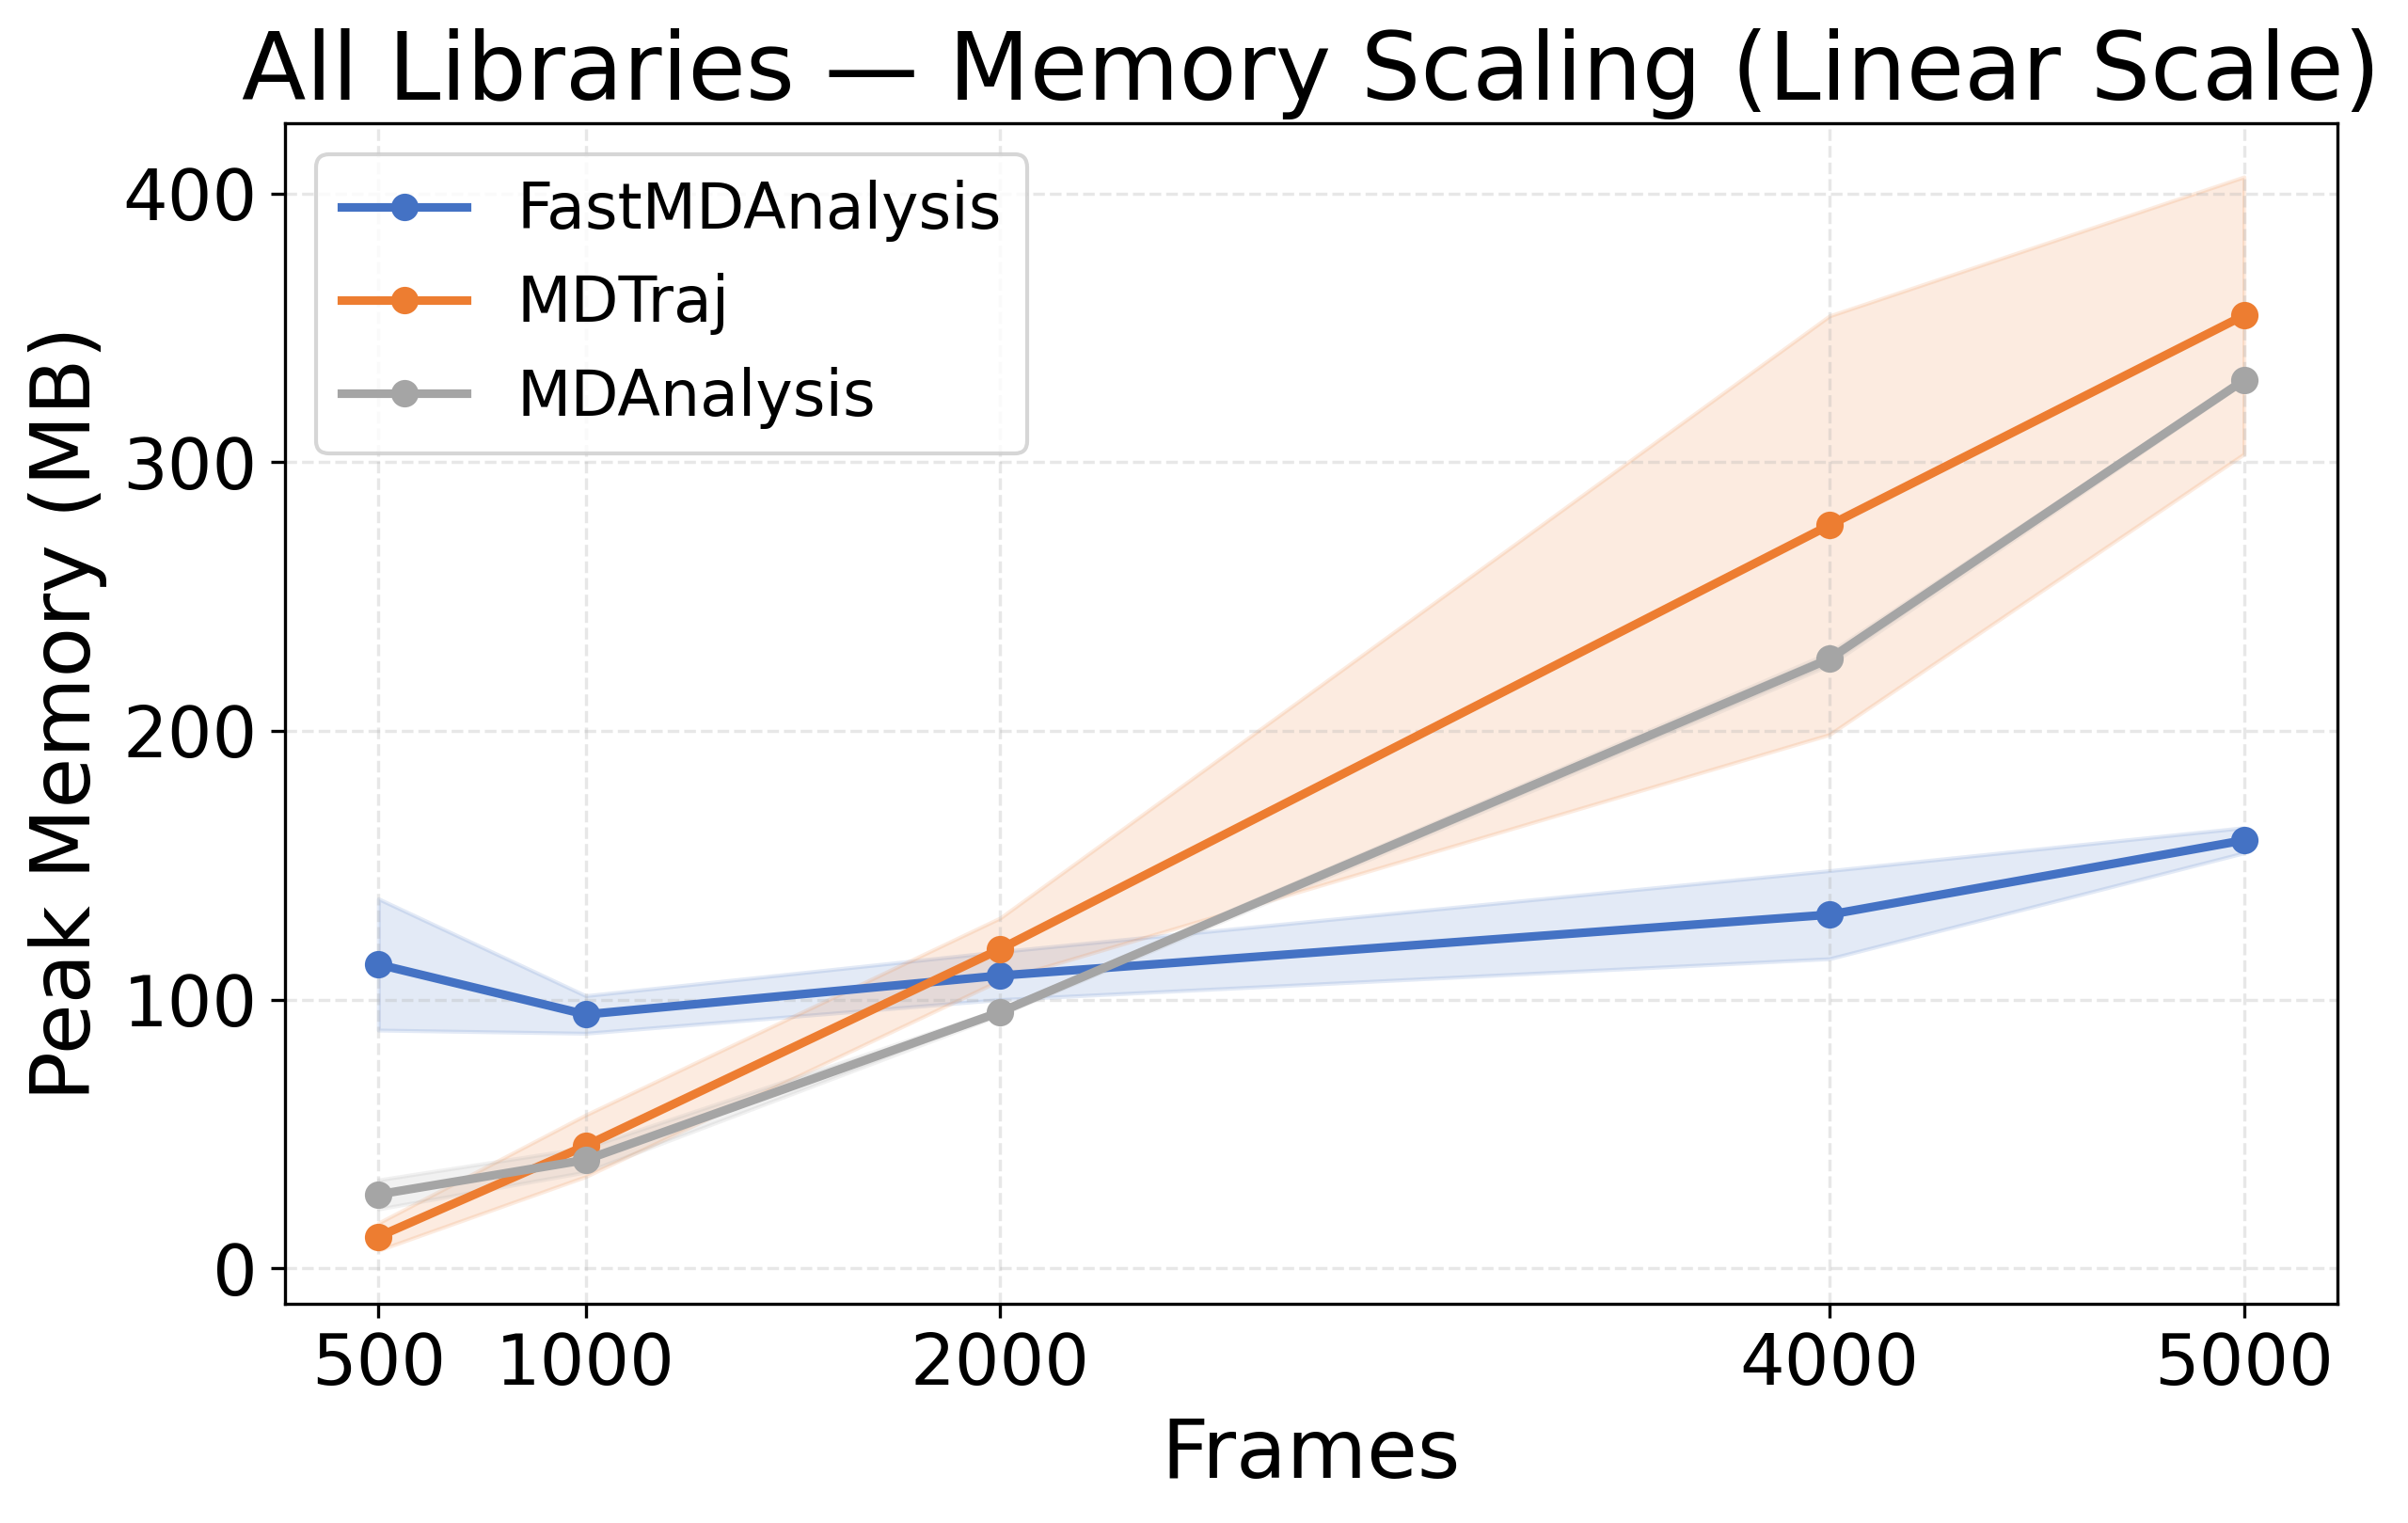 All Libraries — Memory Scaling (Linear Scale)
FastMDAnalysis
MDTraj
MDAnalysis
Peak Memory (MB)
400
300
200
100
0
500 1000 2000 4000 5000
Frames